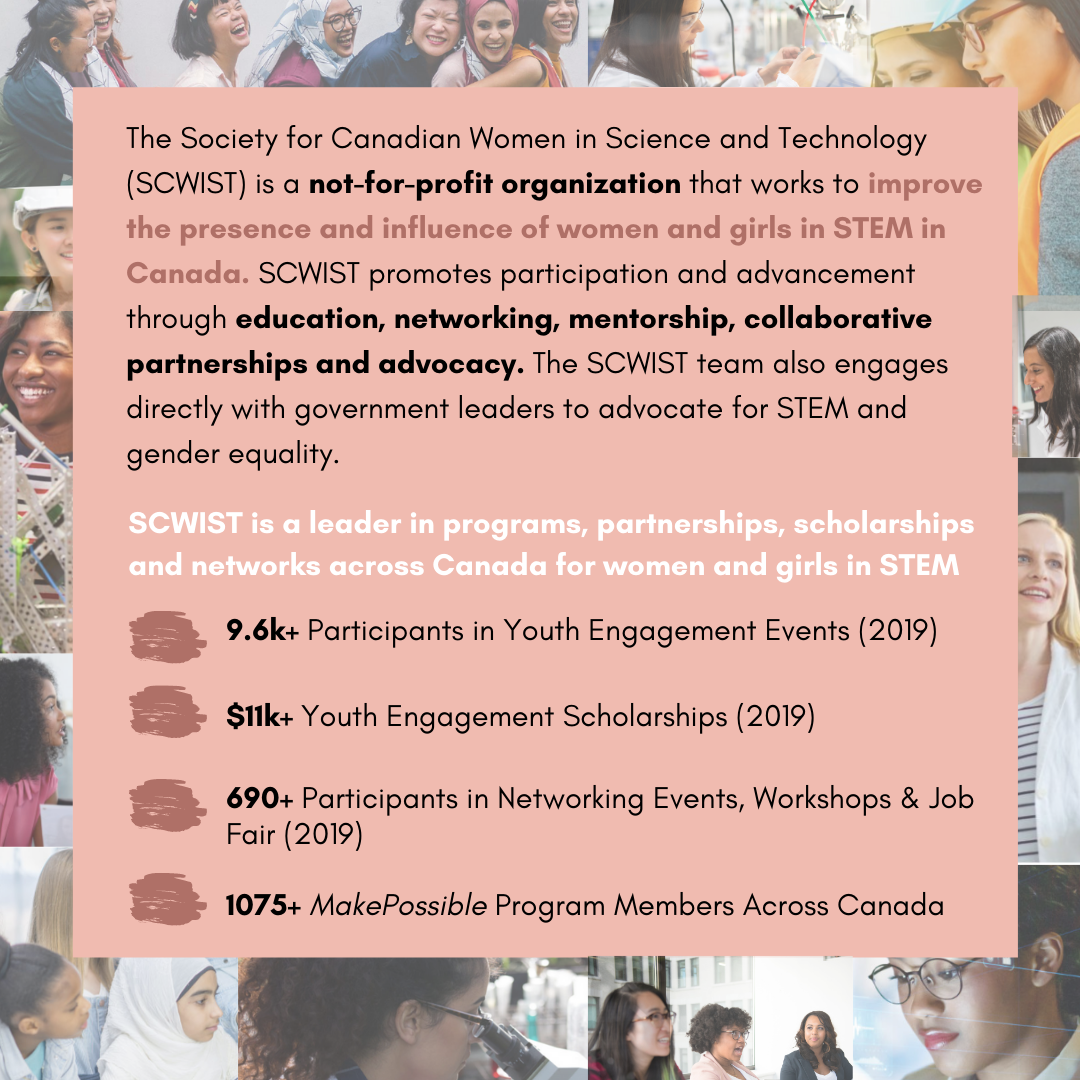 The Society for Canadian Women in Science and Technology
(SCWIST) is a not-for-profit organization that works to improve
the presence and influence of women and girls in STEM in
Canada. SCWIST promotes participation and advancement
through education, networking, mentorship, collaborative
partnerships and advocacy. The SCWIST team also engages
directly with government leaders to advocate for STEM and
gender equality.
SCWIST is a leader in programs, partnerships, scholarships
and networks across Canada for women and girls in STEM
9.6k+ Participants in Youth Engagement Events (2019)
$11k+ Youth Engagement Scholarships (2019)
690+ Participants in Networking Events, Workshops & Job
Fair (2019)
1075+ MakePossible Program Members Across Canada